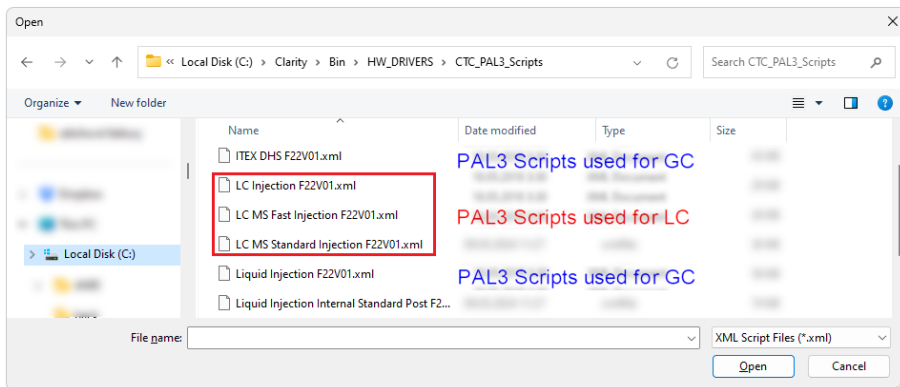 Open
« Local Disk (C:) > Clarity > Bin > HW_DRIVERS > CTC_PAL3_Scripts
Search CTC_PAL3_Scripts
Organize
New folder
Name
Date modified
Type
Size
ITEX DHS F22V01.xml
PAL3 Scripts used for GC
LC Injection F22V01.xml
LC MS Fast Injection F22V01.xml
PAL3 Scripts used for LC
LC MS Standard Injection F22V01.xml
Local Disk (C:)
Liquid Injection F22V01.xml
PAL3 Scripts used for GC
Liquid Injection Internal Standard Post F2...
File name:
XML Script Files (*.xml)
Open
Cancel